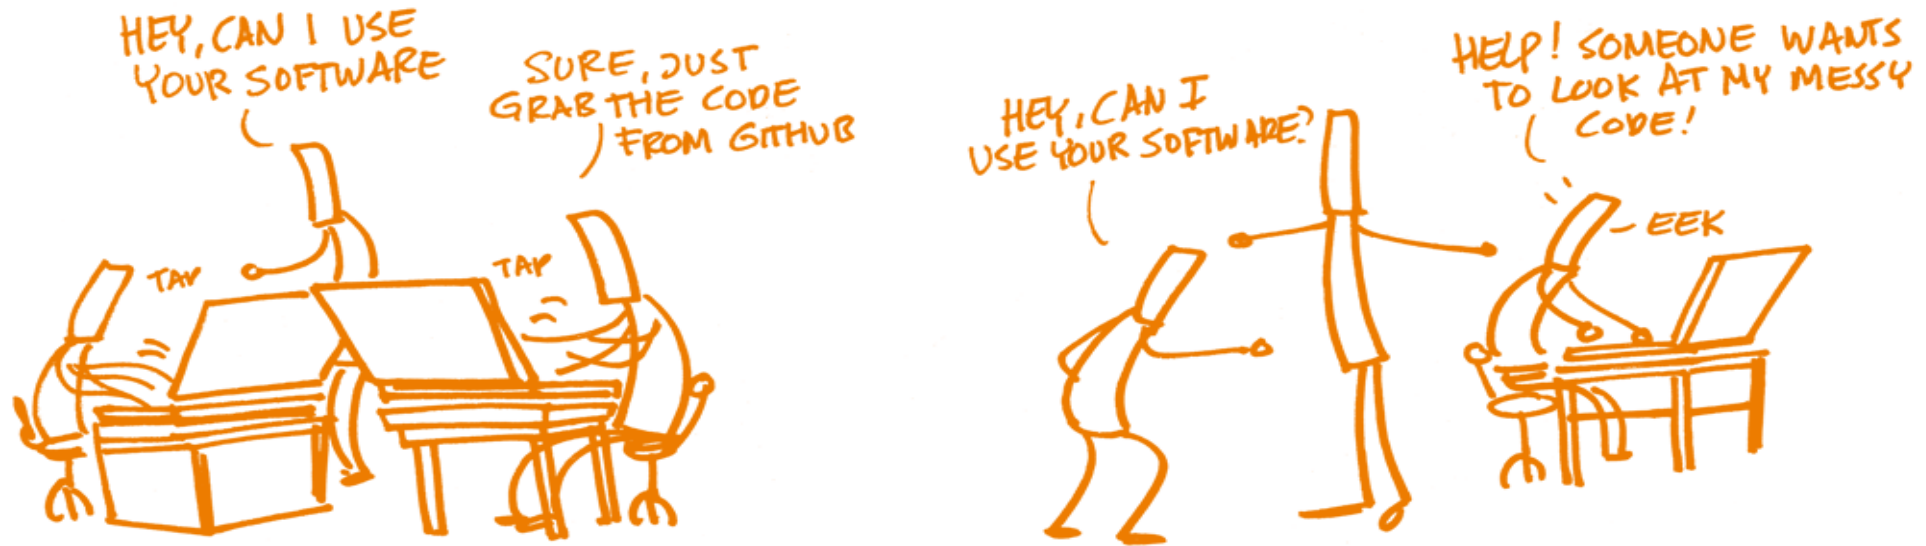 HEY, CAN I USE
YOUR SOFTWARE
SURE, JUST
GRAB THE CODE
FROM GITHUB
TAP
TAP
HEY, CAN I
USE YOUR SOFTWARE?
HELP! SOMEONE WANTS
TO LOOK AT MY MESSY
CODE!
EEK